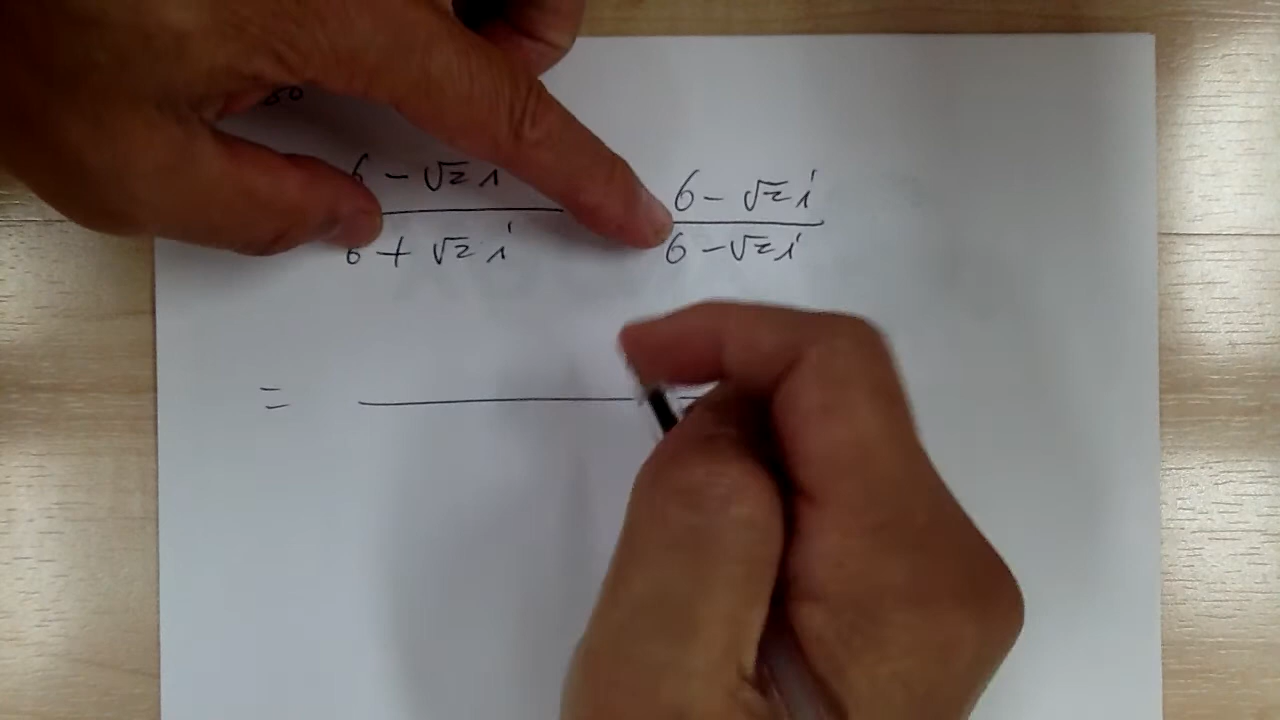 6 - √2 i 6 - √2 i
6 + √2 i 6 - √2 i
=